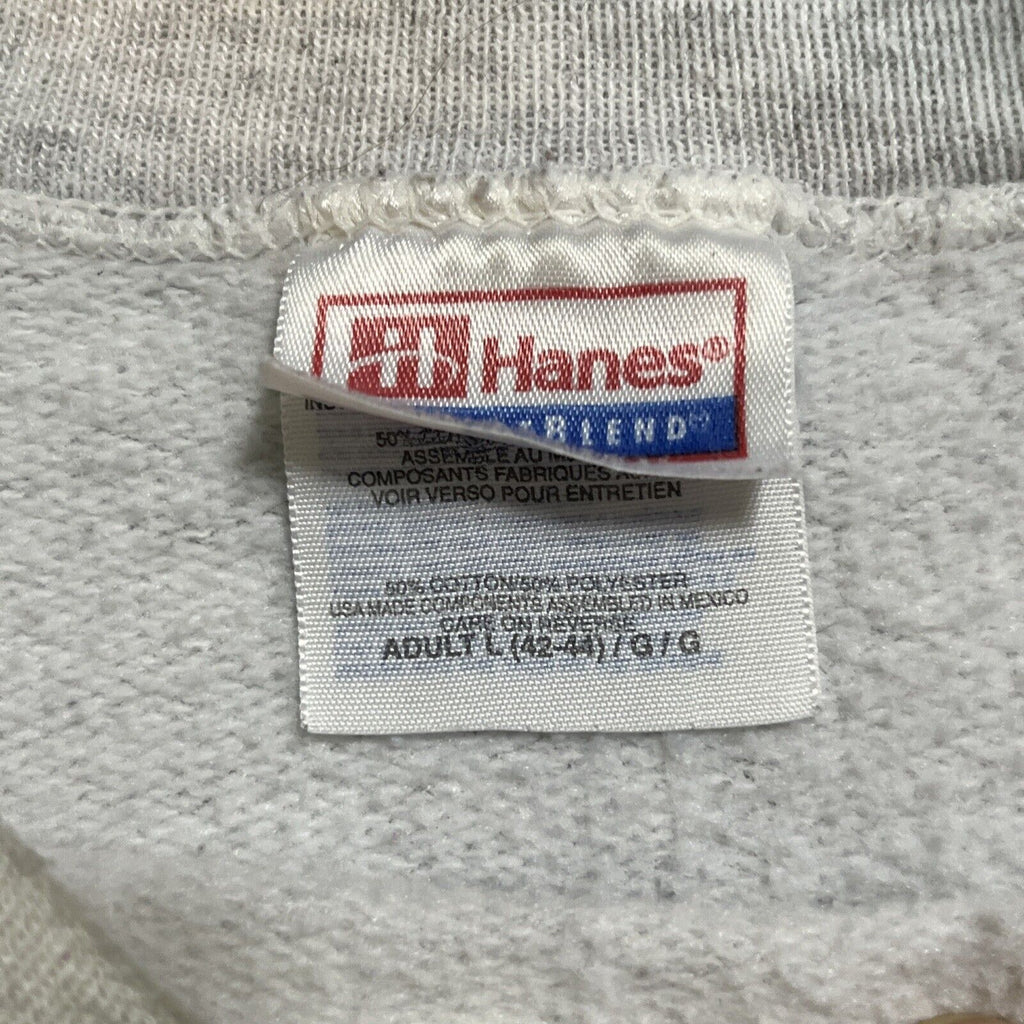 Hanes®
BLEND®
50%
ASSEMBLE AU
COMPOSANTS FABRIQUES
VOIR VERSO POUR ENTRETIEN
50% COTTON/50% POLYESTER
USA MADE COMPONENTS ASSEMBLED IN MEXICO
CARE ON REVERSE
ADULT L (42-44) / G / G